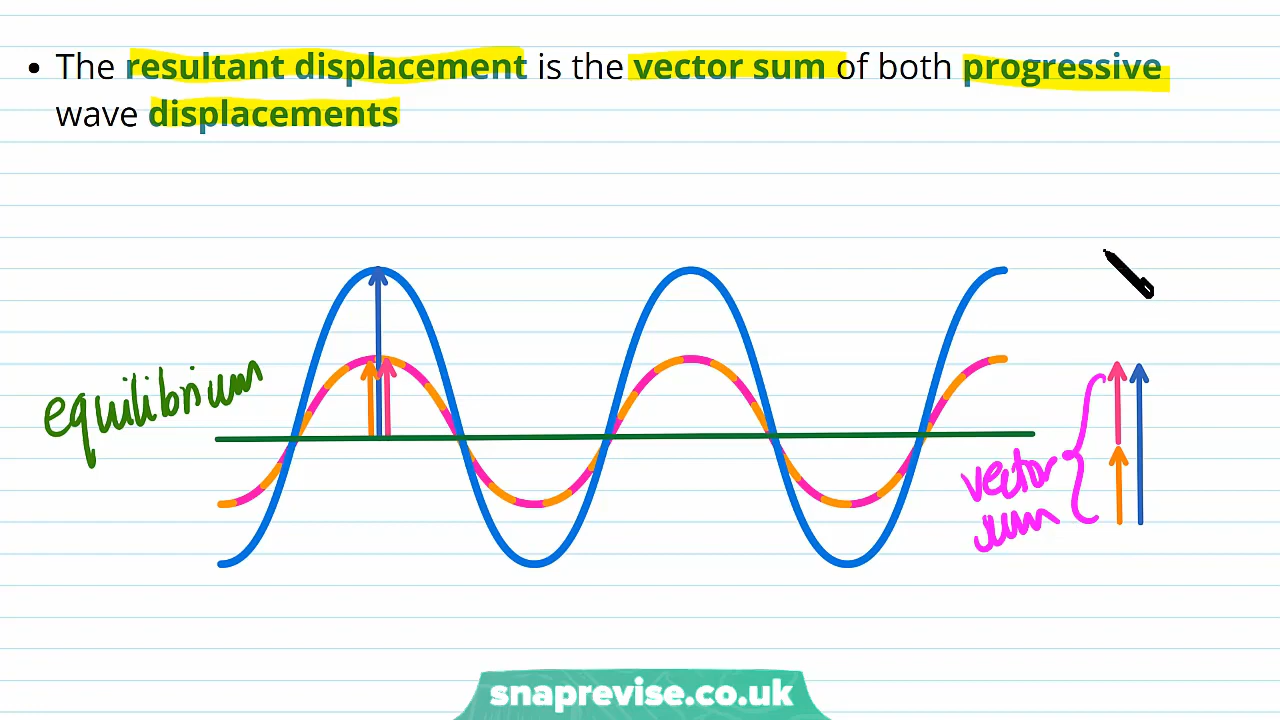 • The resultant displacement is the vector sum of both progressive
wave displacements
equilibrium
vector
sum
snaprevise.co.uk